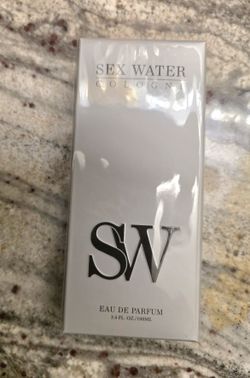 SEX WATER
COLOGNE
SW
EAU DE PARFUM
3.4 FL. OZ./100ML